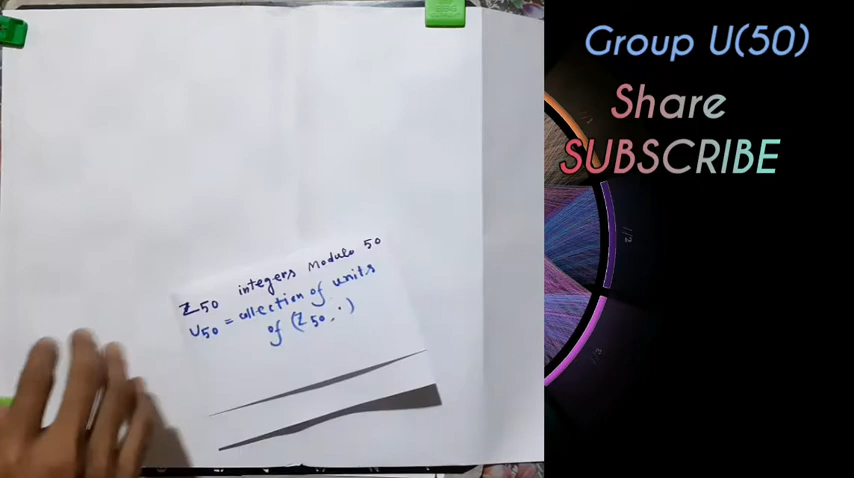 Group U(50)
Share
SUBSCRIBE
Z50 integers Modulo 50
U50 = collection of units
of (Z50, ·)